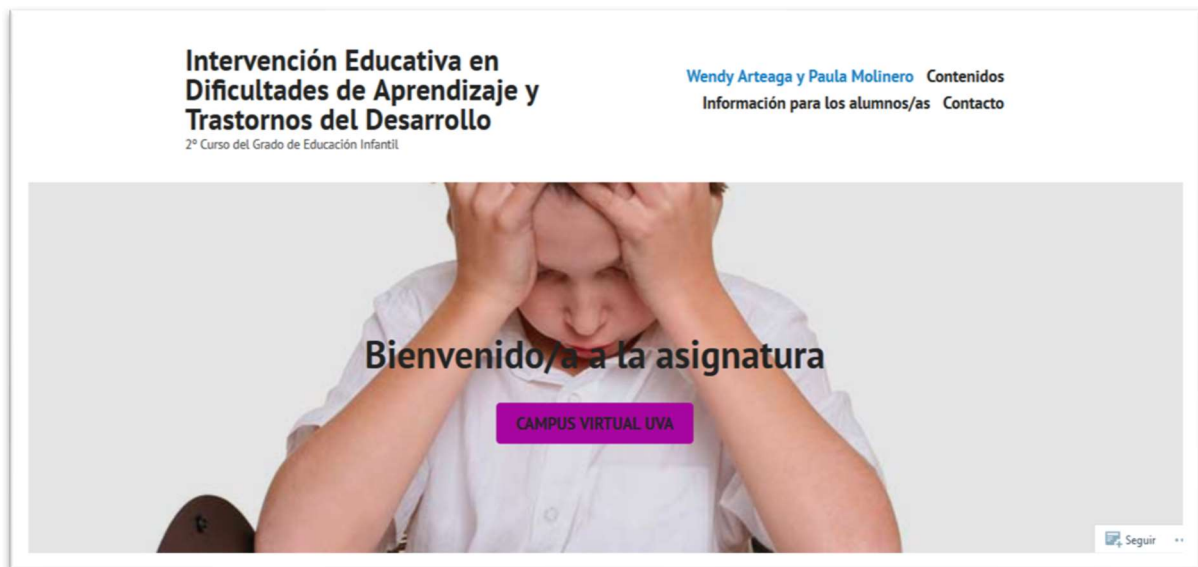 Intervención Educativa en
Dificultades de Aprendizaje y
Trastornos del Desarrollo
2º Curso del Grado de Educación Infantil
Wendy Arteaga y Paula Molinero Contenidos
Información para los alumnos/as Contacto
Bienvenido/a a la asignatura
CAMPUS VIRTUAL UVA
Seguir